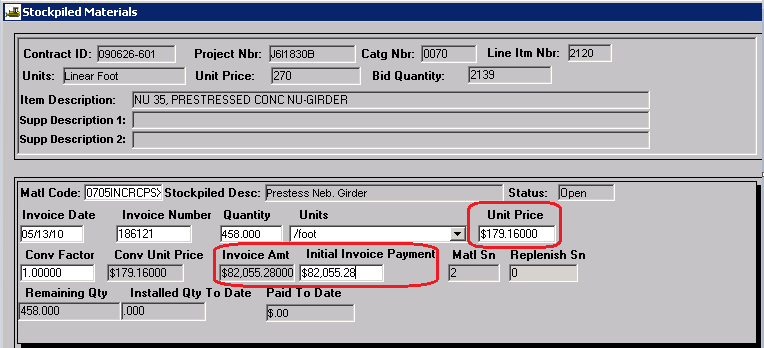 Stockpiled Materials
Contract ID: 090626-601 Project Nbr: J6I1830B Catg Nbr: 0070 Line Itm Nbr: 2120
Units: Linear Foot Unit Price: 270 Bid Quantity: 2139
Item Description: NU 35, PRESTRESSED CONC NU-GIRDER
Supp Description 1:
Supp Description 2:
Matl Code: 0705INCRCPSX Stockpiled Desc: Prestess Neb. Girder Status: Open
Invoice Date Invoice Number Quantity Units Unit Price
05/13/10 186121 458.000 /foot $179.16000
Conv Factor Conv Unit Price Invoice Amt Initial Invoice Payment Matl Sn Replenish Sn
1.00000 $179.16000 $82,055.28000 $82,055.28 2 0
Remaining Qty Installed Qty To Date Paid To Date
458.000 .000 $.00